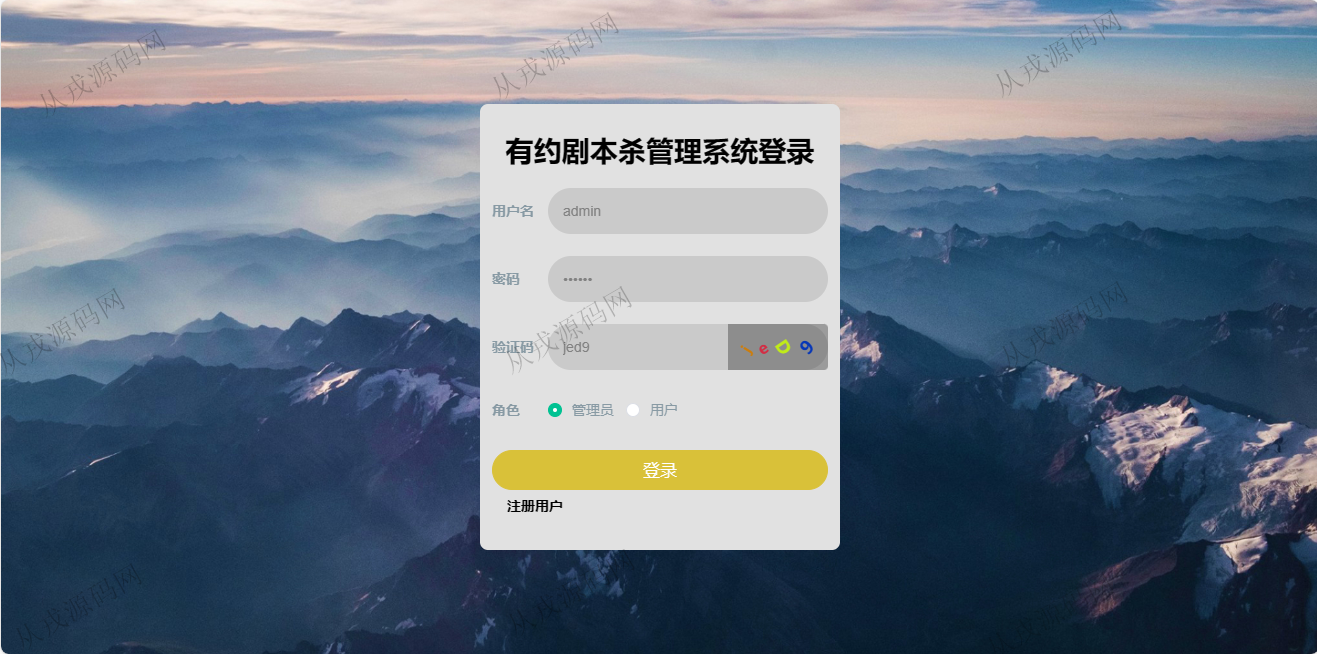 从戎源码网
从戎源码网
从戎源码网
有约剧本杀管理系统登录
用户名 admin
密码 ••••••
从戎源码网
从戎源码网
从戎源码网
验证码 jed9 jeD9
角色 管理员 用户
登录
注册用户
从戎源码网
从戎源码网